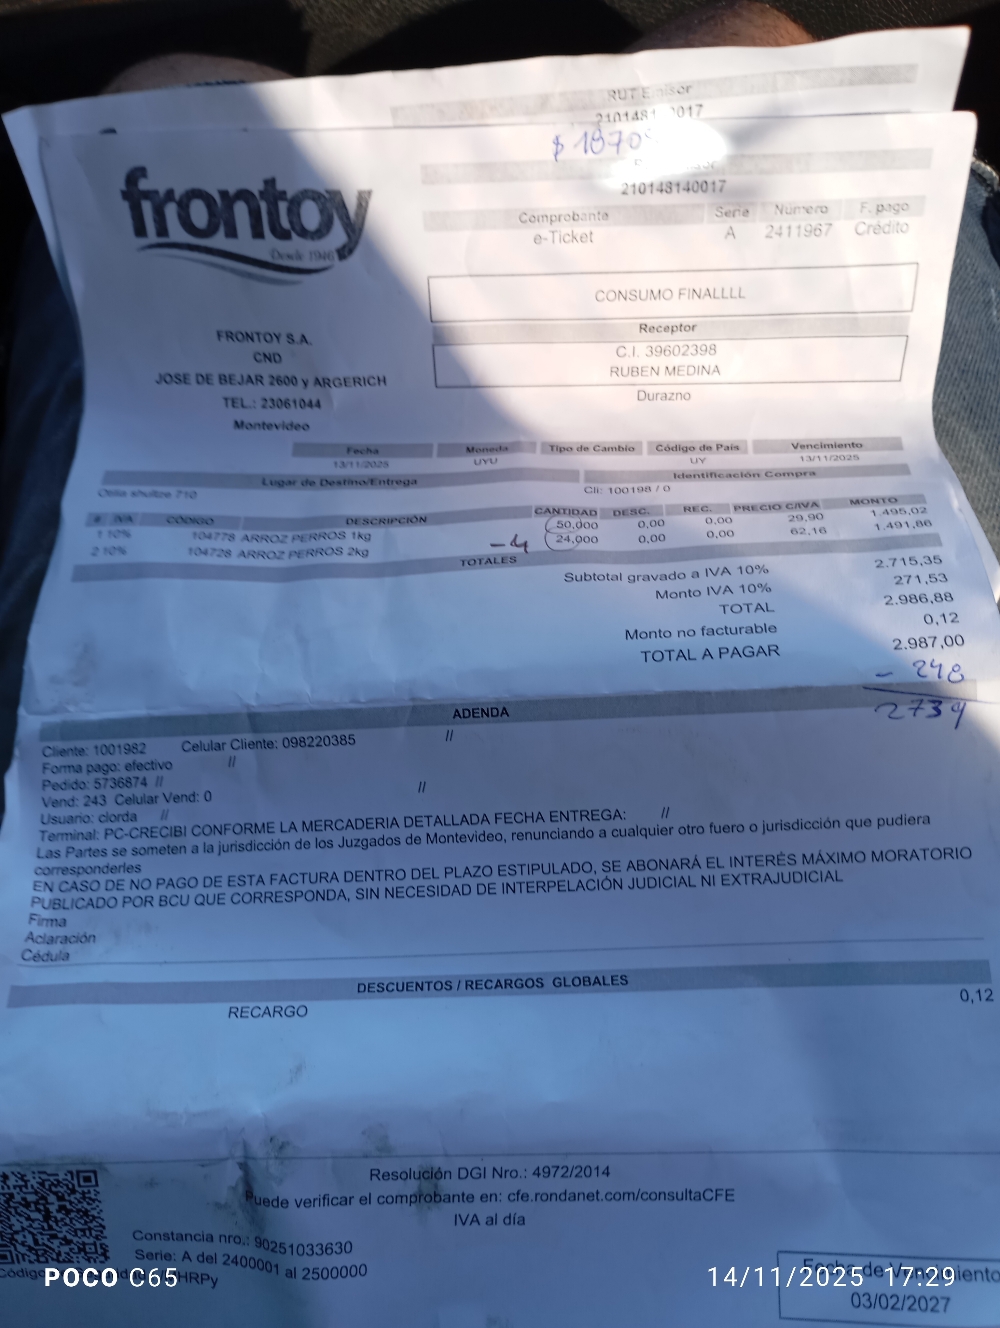 RUT Emisor
frontoy
Desde 1946
210148140017
Comprobante Serie Número F. pago
e-Ticket A 2411967 Crédito
CONSUMO FINALLLL
Receptor
C.I. 39602398
RUBEN MEDINA
Durazno
FRONTOY S.A.
CND
JOSE DE BEJAR 2600 y ARGERICH
TEL.: 23061044
Montevideo
Fecha Moneda Tipo de Cambio Código de País Vencimiento
13/11/2025 UYU UY 13/11/2025
Lugar de Destino/Entrega Identificación Compra
shultze 710 Cli: 100198 / 0
# IVA CODIGO DESCRIPCIÓN CANTIDAD DESC. REC. PRECIO C/IVA MONTO
1 10% 104778 ARROZ PERROS 1kg 50,000 0,00 0,00 29,90 1.495,02
2 10% 104728 ARROZ PERROS 2kg -4 24,000 0,00 0,00 62,16 1.491,86
TOTALES
Subtotal gravado a IVA 10% 2.715,35
Monto IVA 10% 271,53
TOTAL 2.986,88
Monto no facturable 0,12
TOTAL A PAGAR 2.987,00
- 248
2739
ADENDA
Cliente: 1001982 Celular Cliente: 098220385 //
Forma pago: efectivo //
Pedido: 5736874 //
Vend: 243 Celular Vend: 0 //
Usuario: clorda //
Terminal: PC-CRECIBI CONFORME LA MERCADERIA DETALLADA FECHA ENTREGA: //
Las Partes se someten a la jurisdicción de los Juzgados de Montevideo, renunciando a cualquier otro fuero o jurisdicción que pudiera
corresponderles
EN CASO DE NO PAGO DE ESTA FACTURA DENTRO DEL PLAZO ESTIPULADO, SE ABONARÁ EL INTERÉS MÁXIMO MORATORIO
PUBLICADO POR BCU QUE CORRESPONDA, SIN NECESIDAD DE INTERPELACIÓN JUDICIAL NI EXTRAJUDICIAL
Firma
Aclaración
Cédula
DESCUENTOS / RECARGOS GLOBALES
RECARGO 0,12
Resolución DGI Nro.: 4972/2014
Puede verificar el comprobante en: cfe.rondanet.com/consultaCFE
IVA al día
Constancia nro.: 90251033630
Serie: A del 2400001 al 2500000
Fecha de Vencimiento
03/02/2027
POCO C65
14/11/2025 17:29